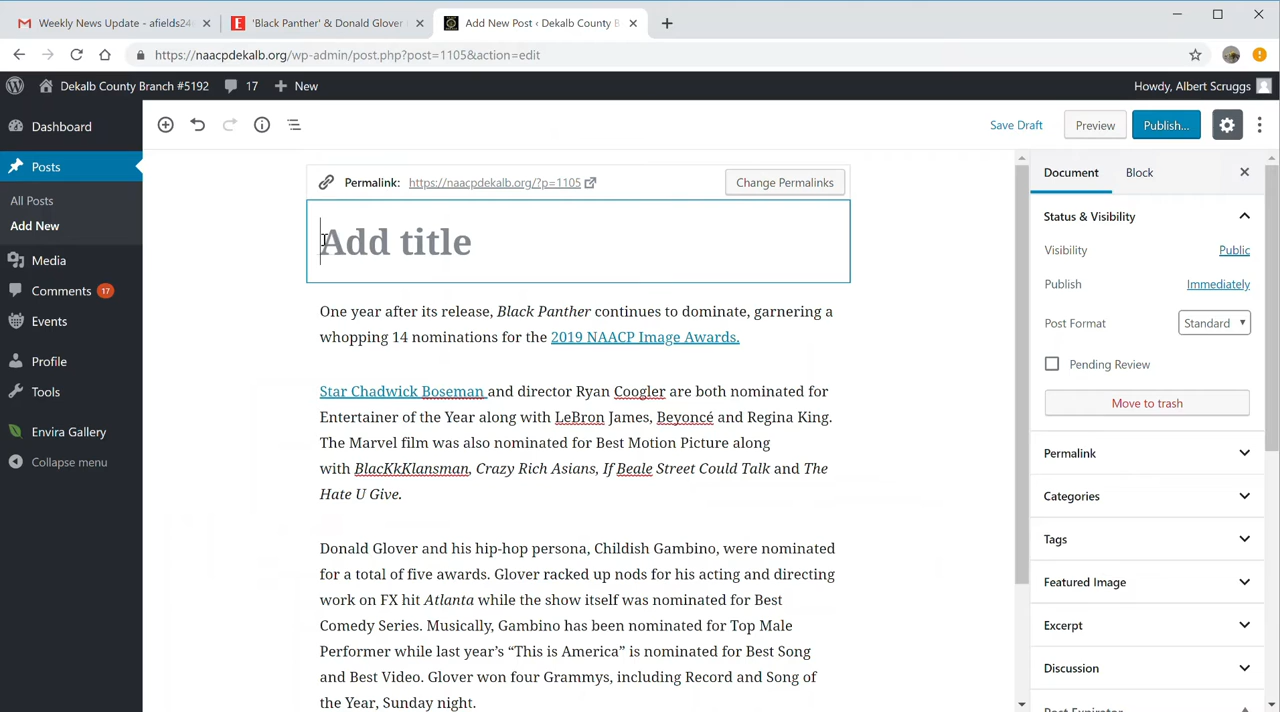 Weekly News Update - afields24
'Black Panther' & Donald Glover
Add New Post ‹ Dekalb County B
https://naacpdekalb.org/wp-admin/post.php?post=1105&action=edit
Dekalb County Branch #5192
17
New
Howdy, Albert Scruggs
Dashboard
Posts
All Posts
Add New
Media
Comments 17
Events
Profile
Tools
Envira Gallery
Collapse menu
Save Draft
Preview
Publish...
Permalink: https://naacpdekalb.org/?p=1105
Change Permalinks
Add title
One year after its release, Black Panther continues to dominate, garnering a
whopping 14 nominations for the 2019 NAACP Image Awards.
Star Chadwick Boseman and director Ryan Coogler are both nominated for
Entertainer of the Year along with LeBron James, Beyoncé and Regina King.
The Marvel film was also nominated for Best Motion Picture along
with BlacKkKlansman, Crazy Rich Asians, If Beale Street Could Talk and The
Hate U Give.
Donald Glover and his hip-hop persona, Childish Gambino, were nominated
for a total of five awards. Glover racked up nods for his acting and directing
work on FX hit Atlanta while the show itself was nominated for Best
Comedy Series. Musically, Gambino has been nominated for Top Male
Performer while last year’s “This is America” is nominated for Best Song
and Best Video. Glover won four Grammys, including Record and Song of
the Year, Sunday night.
Document
Block
Status & Visibility
Visibility
Public
Publish
Immediately
Post Format
Standard
Pending Review
Move to trash
Permalink
Categories
Tags
Featured Image
Excerpt
Discussion
Post Expirator